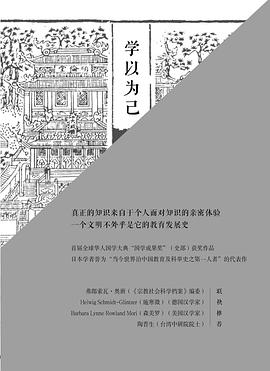 学以为己
真正的知识来自于个人面对知识的亲密体验
一个文明不外乎是它的教育发展史
首届全球华人国学大典“国学成果奖”（史部）获奖作品
日本学者誉为“当今世界治中国教育及科举史之第一人者”的代表作
弗郎索瓦·奥班（《宗教社会科学档案》编委） 联
Helwig Schmidt-Glintzer（施寒微）（德国汉学家） 袂
Barbara Lynne Rowland Mori（森美罗）（美国汉学家） 推
陶晋生（台湾中研院院士） 荐